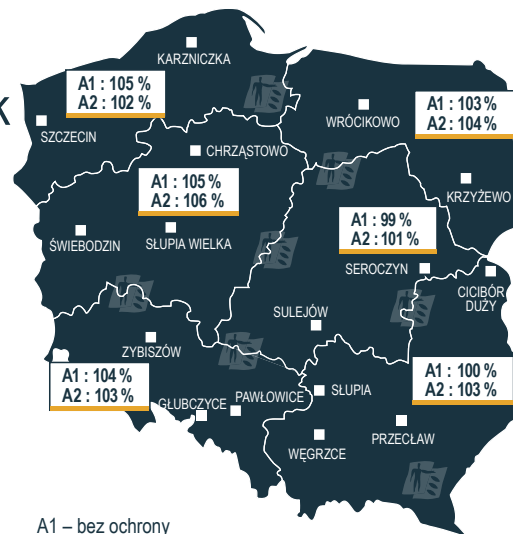 KARZNICZKA
A1 : 105 %
A2 : 102 %
K
SZCZECIN
WRÓCIKOWO
A1 : 103 %
A2 : 104 %
CHRZĄSTOWO
A1 : 105 %
A2 : 106 %
KRZYŻEWO
ŚWIEBODZIN
SŁUPIA WIELKA
A1 : 99 %
A2 : 101 %
SEROCZYN
CICIBÓR
DUŻY
SULEJÓW
ZYBISZÓW
A1 : 104 %
A2 : 103 %
GŁUBCZYCE
PAWŁOWICE
SŁUPIA
A1 : 100 %
A2 : 103 %
WĘGRZCE
PRZECŁAW
A1 – bez ochrony